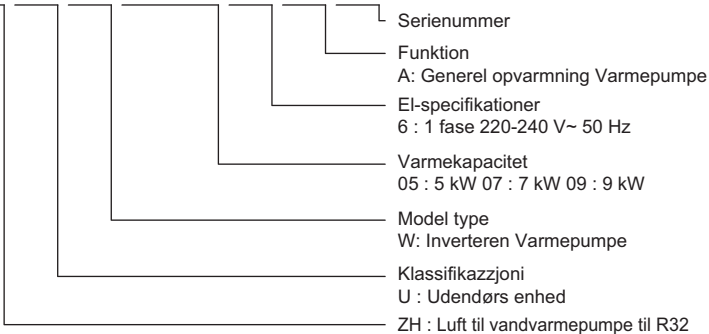 Serienummer
Funktion
A: Generel opvarmning Varmepumpe
El-specifikationer
6 : 1 fase 220-240 V~ 50 Hz
Varmekapacitet
05 : 5 kW 07 : 7 kW 09 : 9 kW
Model type
W: Inverteren Varmepumpe
Klassifikazzjoni
U : Udendørs enhed
ZH : Luft til vandvarmepumpe til R32